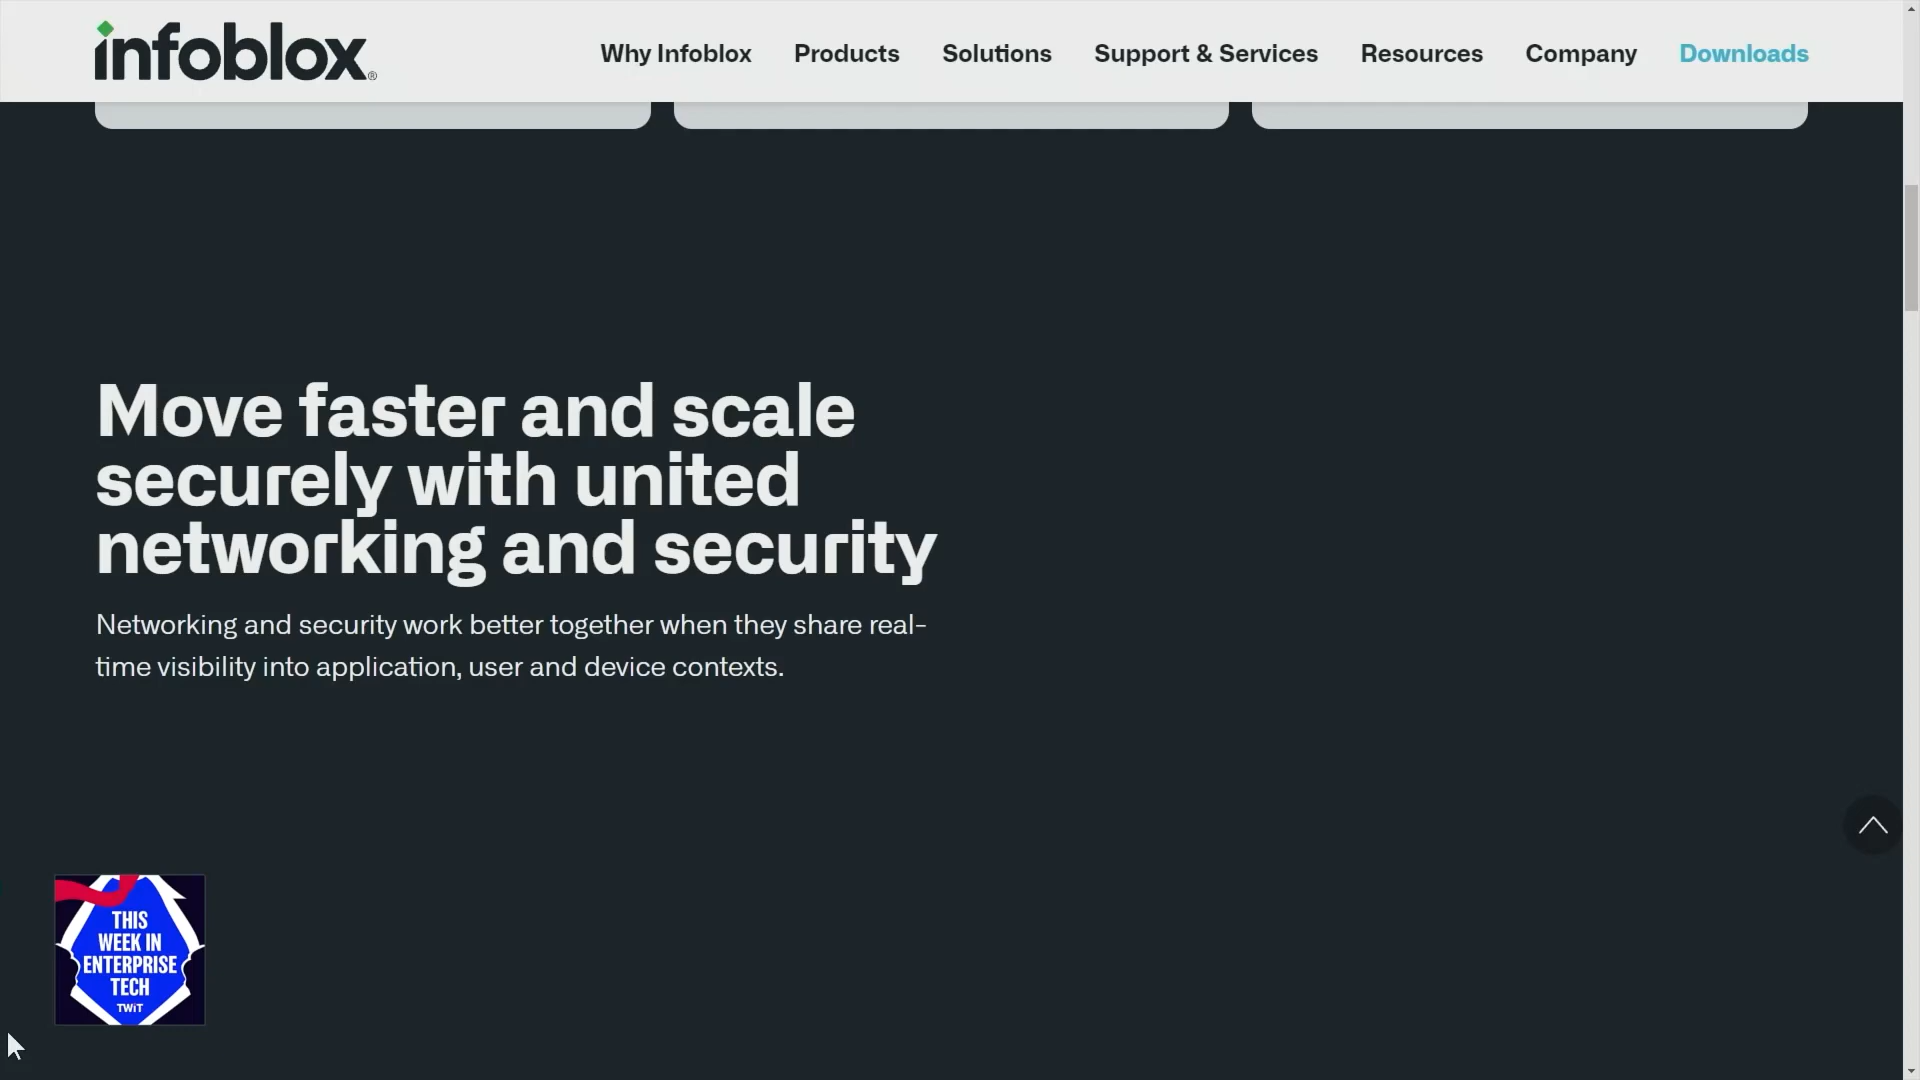 infoblox®
Why Infoblox
Products
Solutions
Support & Services
Resources
Company
Downloads
Move faster and scale
securely with united
networking and security
Networking and security work better together when they share real-
time visibility into application, user and device contexts.
THIS
WEEK IN
ENTERPRISE
TECH
TWiT